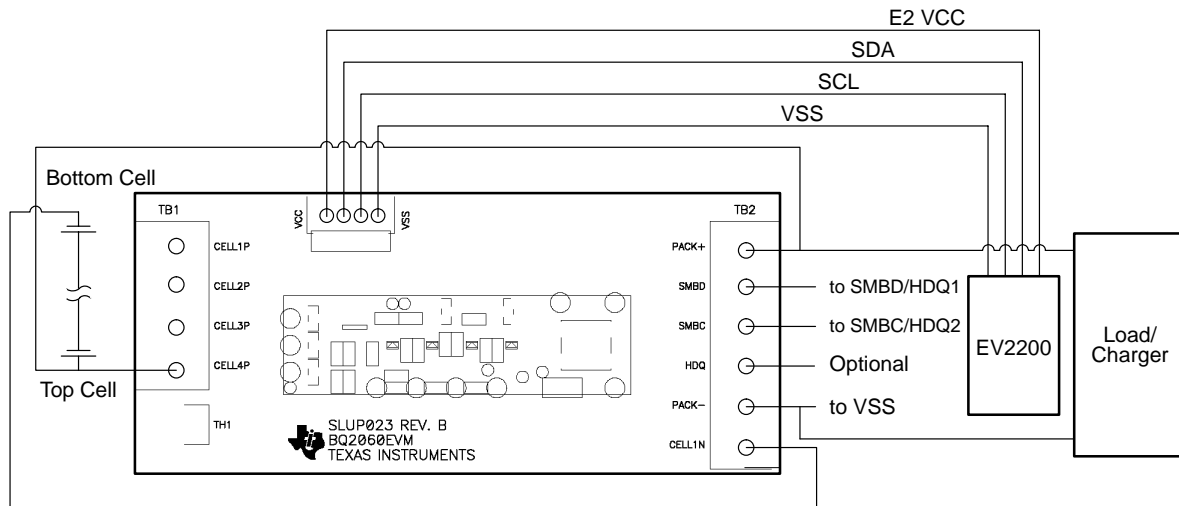 E2 VCC
SDA
SCL
VSS
Bottom Cell
TB1
VCC
VSS
TB2
CELL1P
CELL2P
CELL3P
CELL4P
Top Cell
TH1
PACK+
SMBD
SMBC
HDQ
PACK-
CELL1N
to SMBD/HDQ1
to SMBC/HDQ2
Optional
to VSS
EV2200
Load/
Charger
SLUP023 REV. B
BQ2060EVM
TEXAS INSTRUMENTS